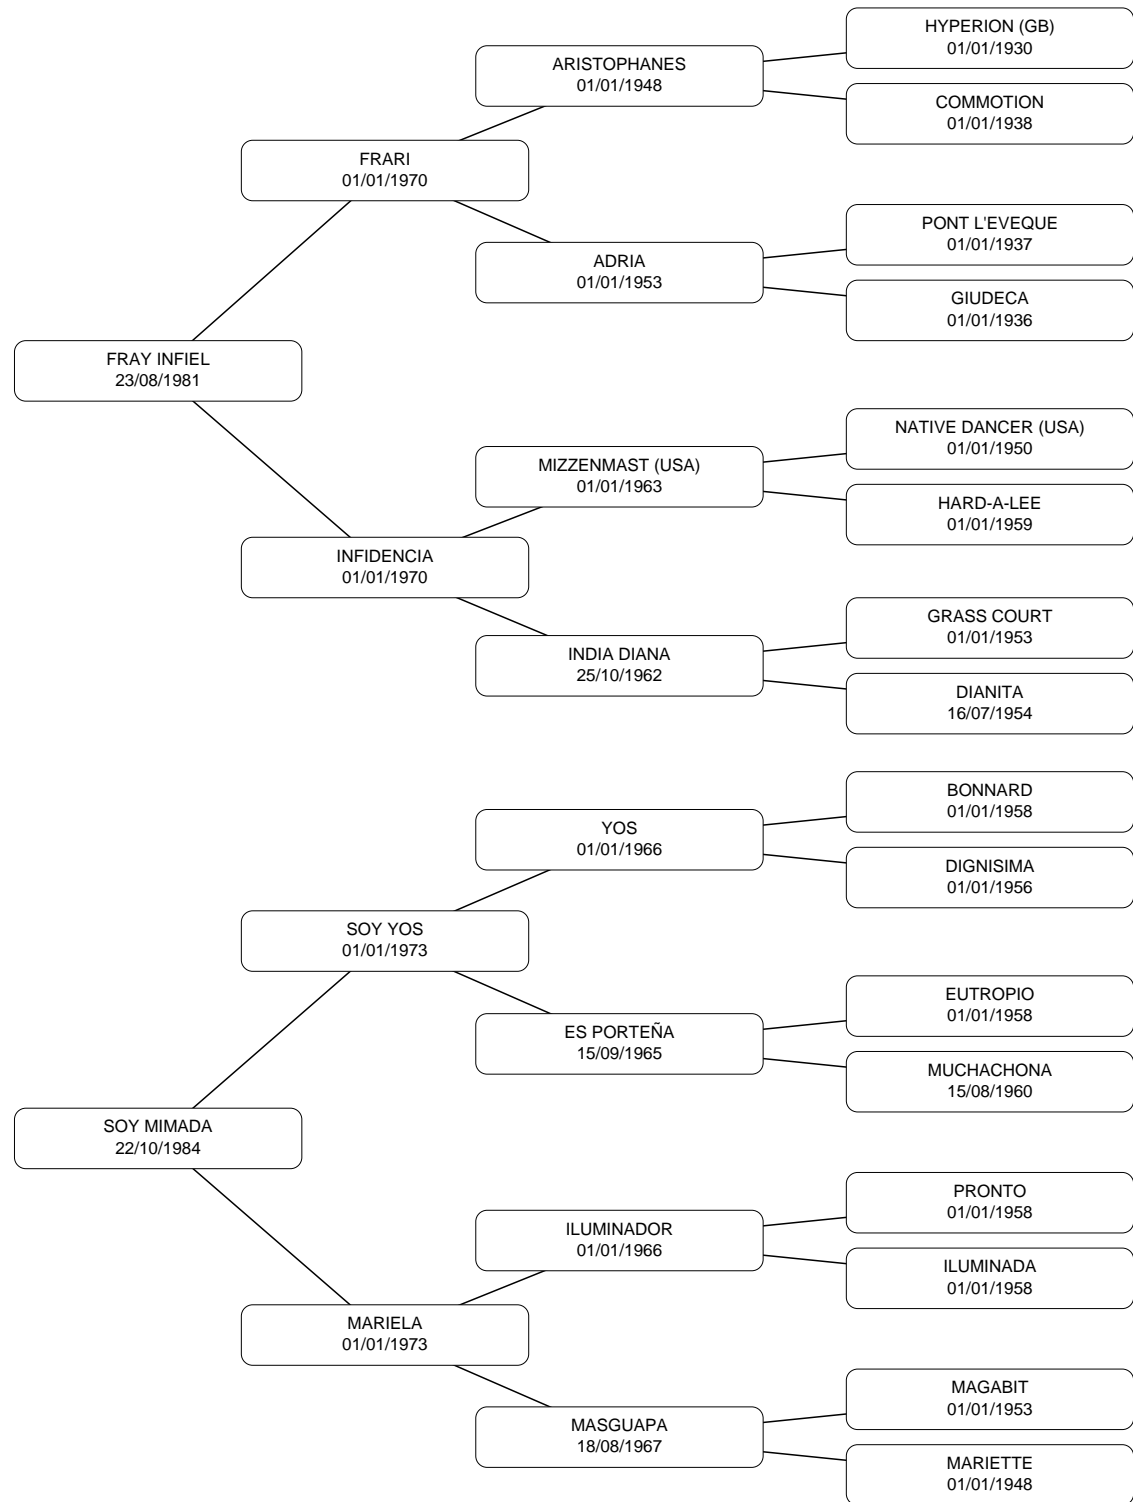 HYPERION (GB)
01/01/1930
ARISTOPHANES
01/01/1948
COMMOTION
01/01/1938
FRARI
01/01/1970
PONT L'EVEQUE
01/01/1937
ADRIA
01/01/1953
GIUDECA
01/01/1936
FRAY INFIEL
23/08/1981
NATIVE DANCER (USA)
01/01/1950
MIZZENMAST (USA)
01/01/1963
HARD-A-LEE
01/01/1959
INFIDENCIA
01/01/1970
GRASS COURT
01/01/1953
INDIA DIANA
25/10/1962
DIANITA
16/07/1954
BONNARD
01/01/1958
YOS
01/01/1966
DIGNISIMA
01/01/1956
SOY YOS
01/01/1973
EUTROPIO
01/01/1958
ES PORTEÑA
15/09/1965
MUCHACHONA
15/08/1960
SOY MIMADA
22/10/1984
PRONTO
01/01/1958
ILUMINADOR
01/01/1966
ILUMINADA
01/01/1958
MARIELA
01/01/1973
MAGABIT
01/01/1953
MASGUAPA
18/08/1967
MARIETTE
01/01/1948